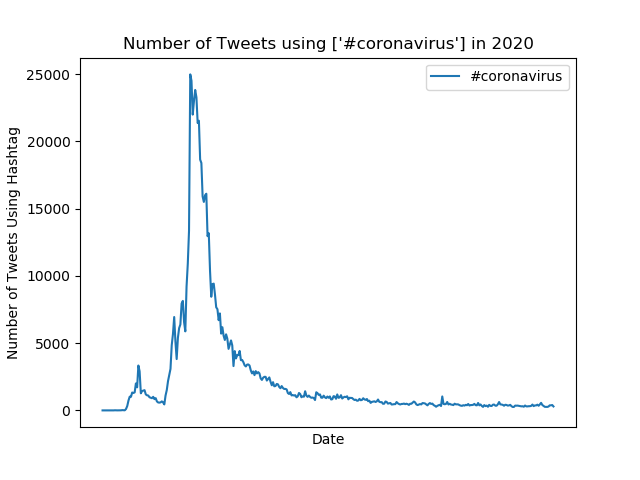 Number of Tweets using ['#coronavirus'] in 2020
#coronavirus
25000
20000
15000
10000
5000
0
Number of Tweets Using Hashtag
Date